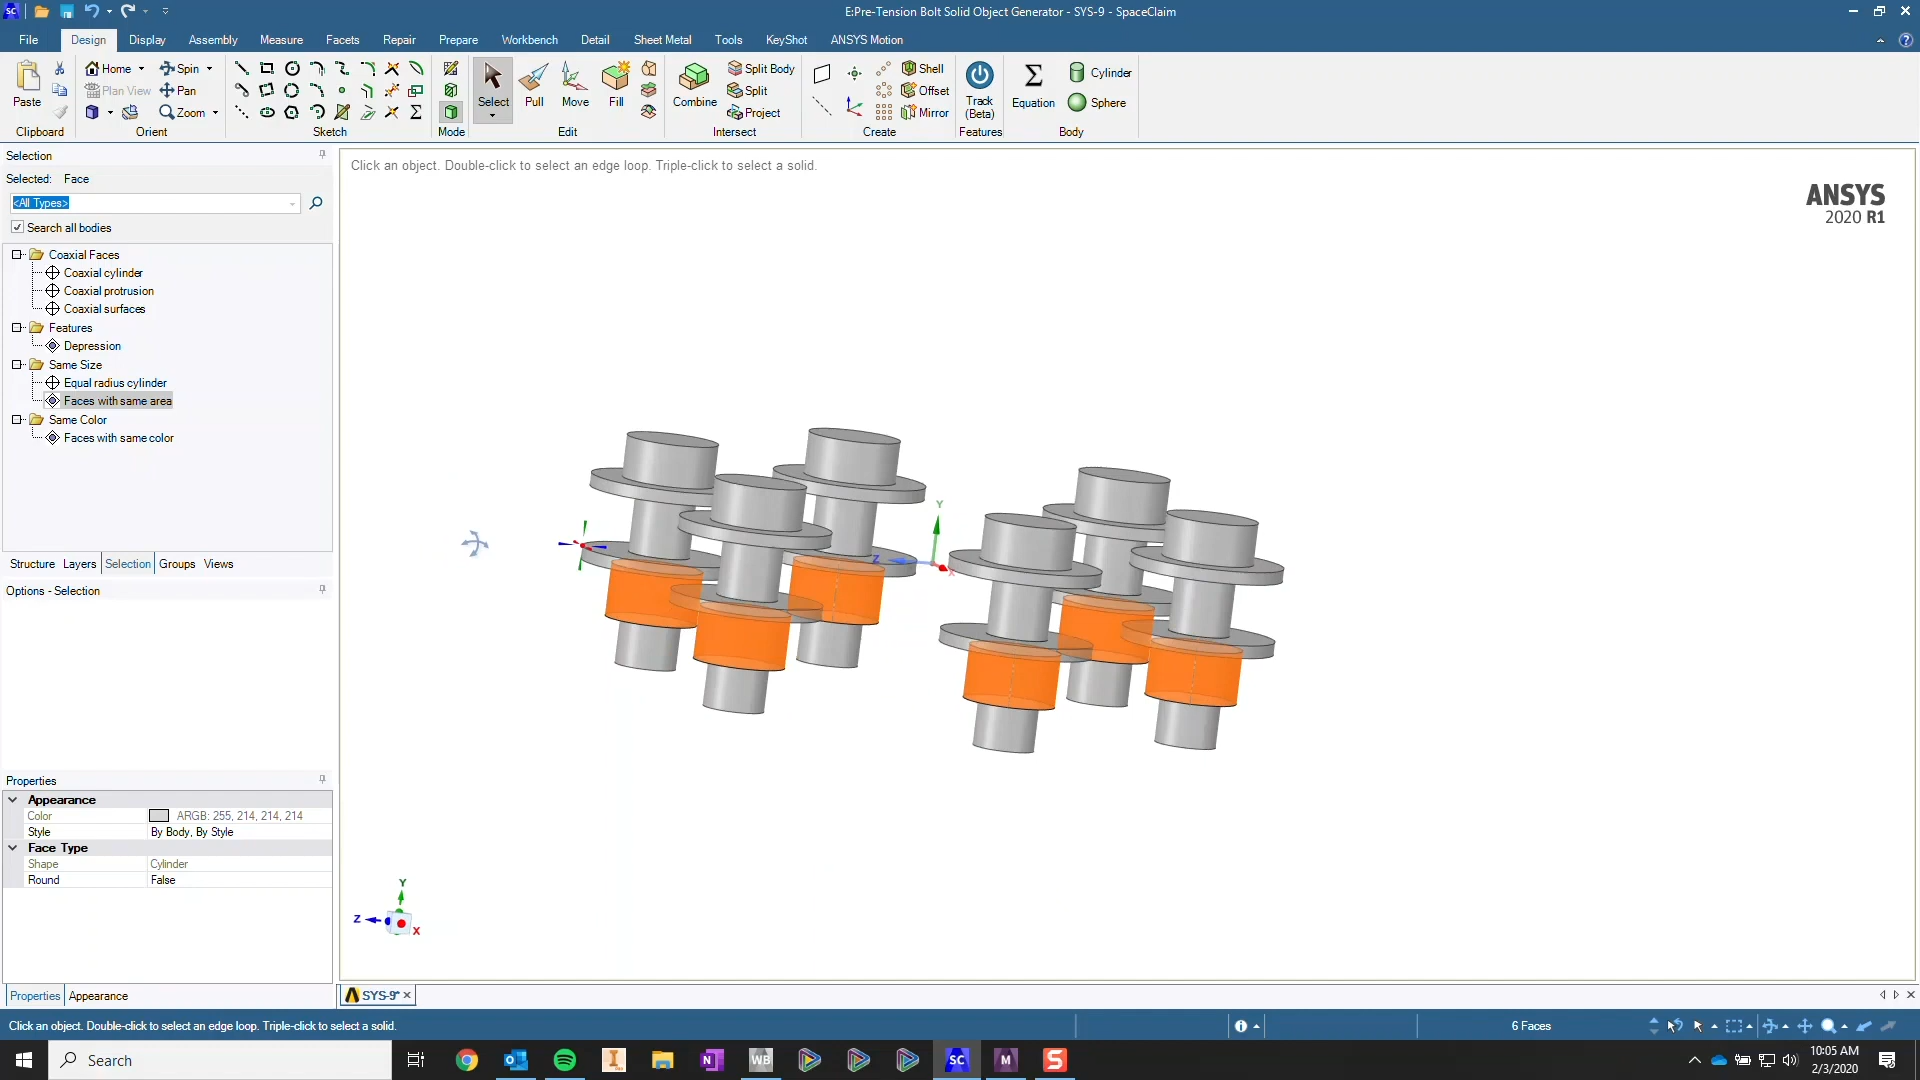 E:Pre-Tension Bolt Solid Object Generator - SYS-9 - SpaceClaim
File Design Display Assembly Measure Facets Repair Prepare Workbench Detail Sheet Metal Tools KeyShot ANSYS Motion
Paste
Clipboard
Home Spin
Plan View Pan
Zoom
Orient
Sketch
Mode
Select Pull Move Fill
Edit
Combine Split Body
Split
Project
Intersect
Shell
Offset
Mirror
Create
Track
(Beta)
Features
Equation Cylinder
Sphere
Body
Selection
Selected: Face
<All Types>
Search all bodies
Coaxial Faces
Coaxial cylinder
Coaxial protrusion
Coaxial surfaces
Features
Depression
Same Size
Equal radius cylinder
Faces with same area
Same Color
Faces with same color
Structure Layers Selection Groups Views
Options - Selection
Properties
Appearance
Color ARGB: 255, 214, 214, 214
Style By Body, By Style
Face Type
Shape Cylinder
Round False
Properties Appearance
Click an object. Double-click to select an edge loop. Triple-click to select a solid.
ANSYS
2020 R1
Y
Z
X
Y
Z
X
SYS-9*
Click an object. Double-click to select an edge loop. Triple-click to select a solid.
6 Faces
Search
WB
SC
M
S
N
10:05 AM
2/3/2020